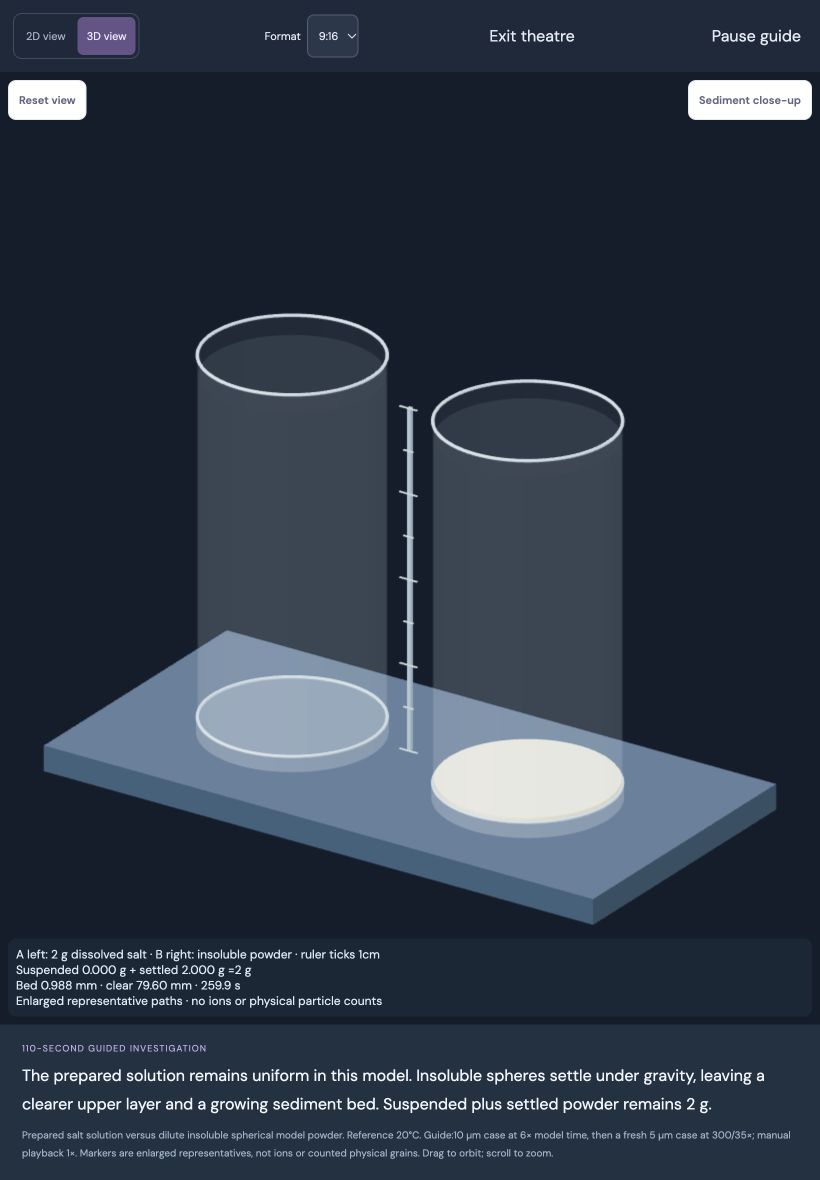 2D view 3D view Format 9:16 Exit theatre Pause guide
Reset view Sediment close-up
A left: 2 g dissolved salt · B right: insoluble powder · ruler ticks 1cm
Suspended 0.000 g + settled 2.000 g =2 g
Bed 0.988 mm · clear 79.60 mm · 259.9 s
Enlarged representative paths · no ions or physical particle counts
110-SECOND GUIDED INVESTIGATION
The prepared solution remains uniform in this model. Insoluble spheres settle under gravity, leaving a
clearer upper layer and a growing sediment bed. Suspended plus settled powder remains 2 g.
Prepared salt solution versus dilute insoluble spherical model powder. Reference 20°C. Guide:10 μm case at 6× model time, then a fresh 5 μm case at 300/35×; manual
playback 1×. Markers are enlarged representatives, not ions or counted physical grains. Drag to orbit; scroll to zoom.